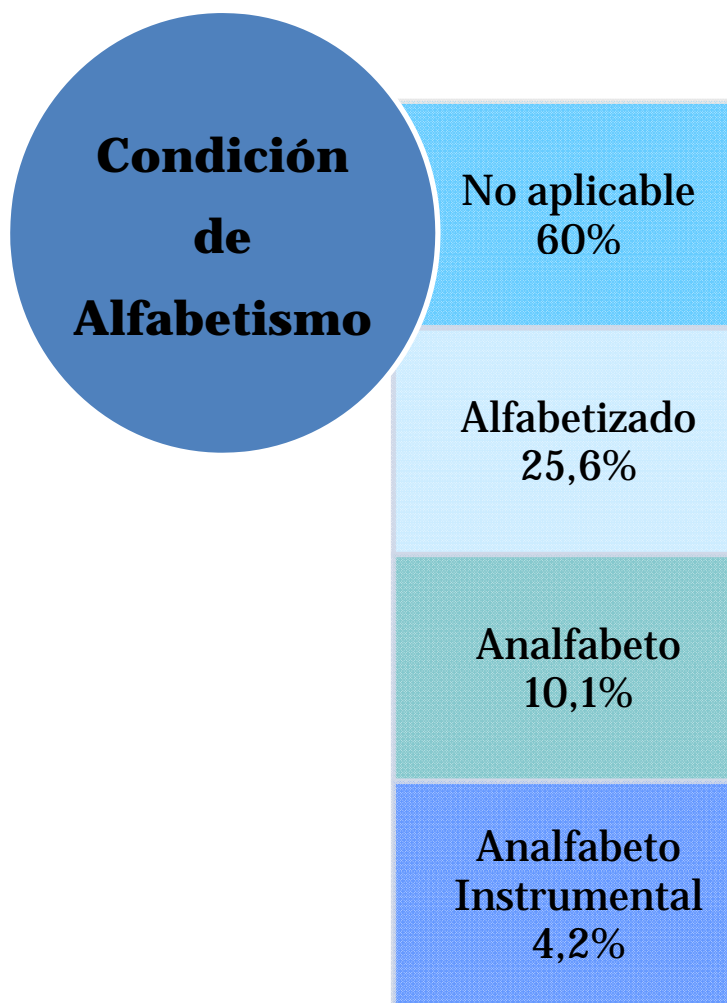 Condición
de
Alfabetismo
No aplicable
60%
Alfabetizado
25,6%
Analfabeto
10,1%
Analfabeto
Instrumental
4,2%